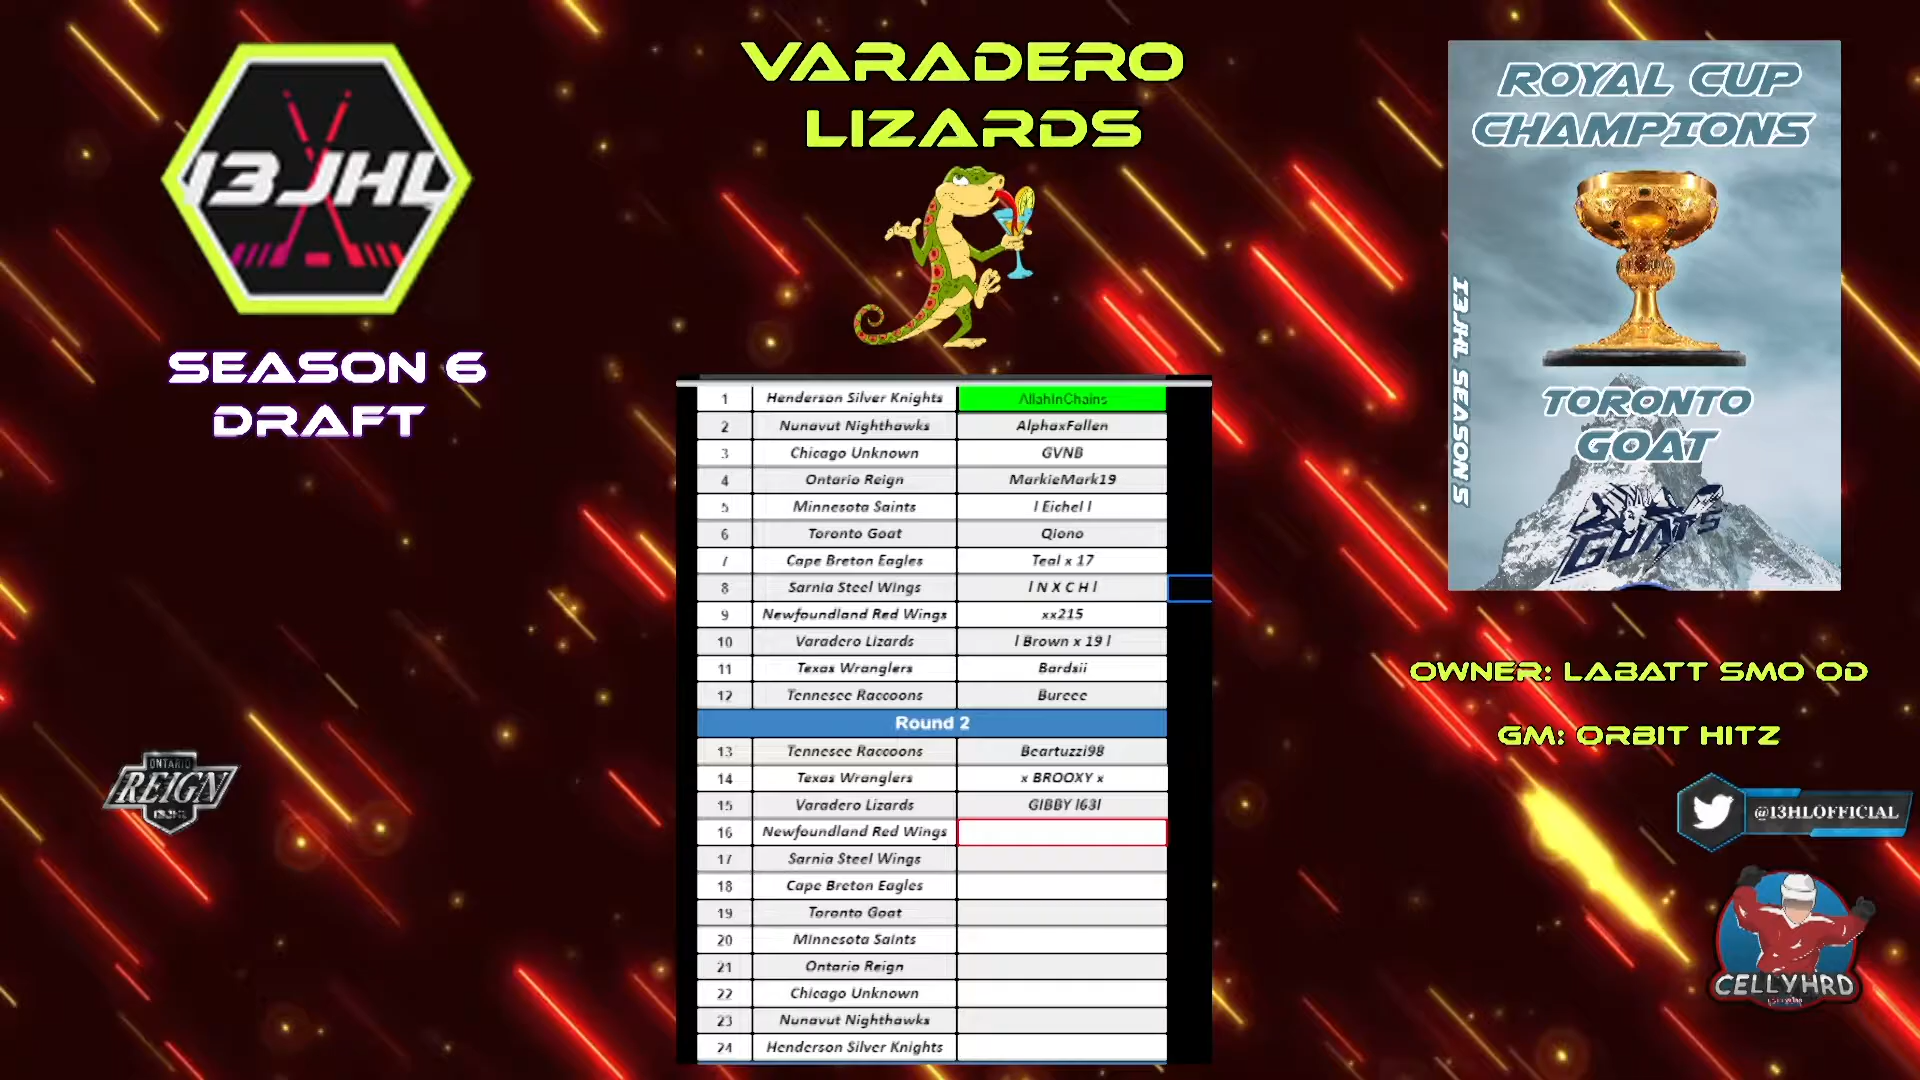 13JHL
SEASON 6
DRAFT
VARADERO
LIZARDS
ROYAL CUP
CHAMPIONS
13JHL SEASON 5
TORONTO
GOAT
GOATS
1 Henderson Silver Knights AllahInChains
2 Nunavut Nighthawks AlphaxFallen
3 Chicago Unknown GVNB
4 Ontario Reign MarkieMark19
5 Minnesota Saints l Eichel l
6 Toronto Goat Qiono
7 Cape Breton Eagles Teal x 17
8 Sarnia Steel Wings l N X C H l
9 Newfoundland Red Wings xx215
10 Varadero Lizards l Brown x 19 l
11 Texas Wranglers Bardsii
12 Tennesee Raccoons Bureee
Round 2
13 Tennesee Raccoons Beartuzzi98
14 Texas Wranglers x BROOXY x
15 Varadero Lizards GIBBY l63l
16 Newfoundland Red Wings
17 Sarnia Steel Wings
18 Cape Breton Eagles
19 Toronto Goat
20 Minnesota Saints
21 Ontario Reign
22 Chicago Unknown
23 Nunavut Nighthawks
24 Henderson Silver Knights
OWNER: LABATT SMO OD
GM: ORBIT HITZ
@13HLOFFICIAL
CELLYHRD
ONTARIO
REIGN
13JHL